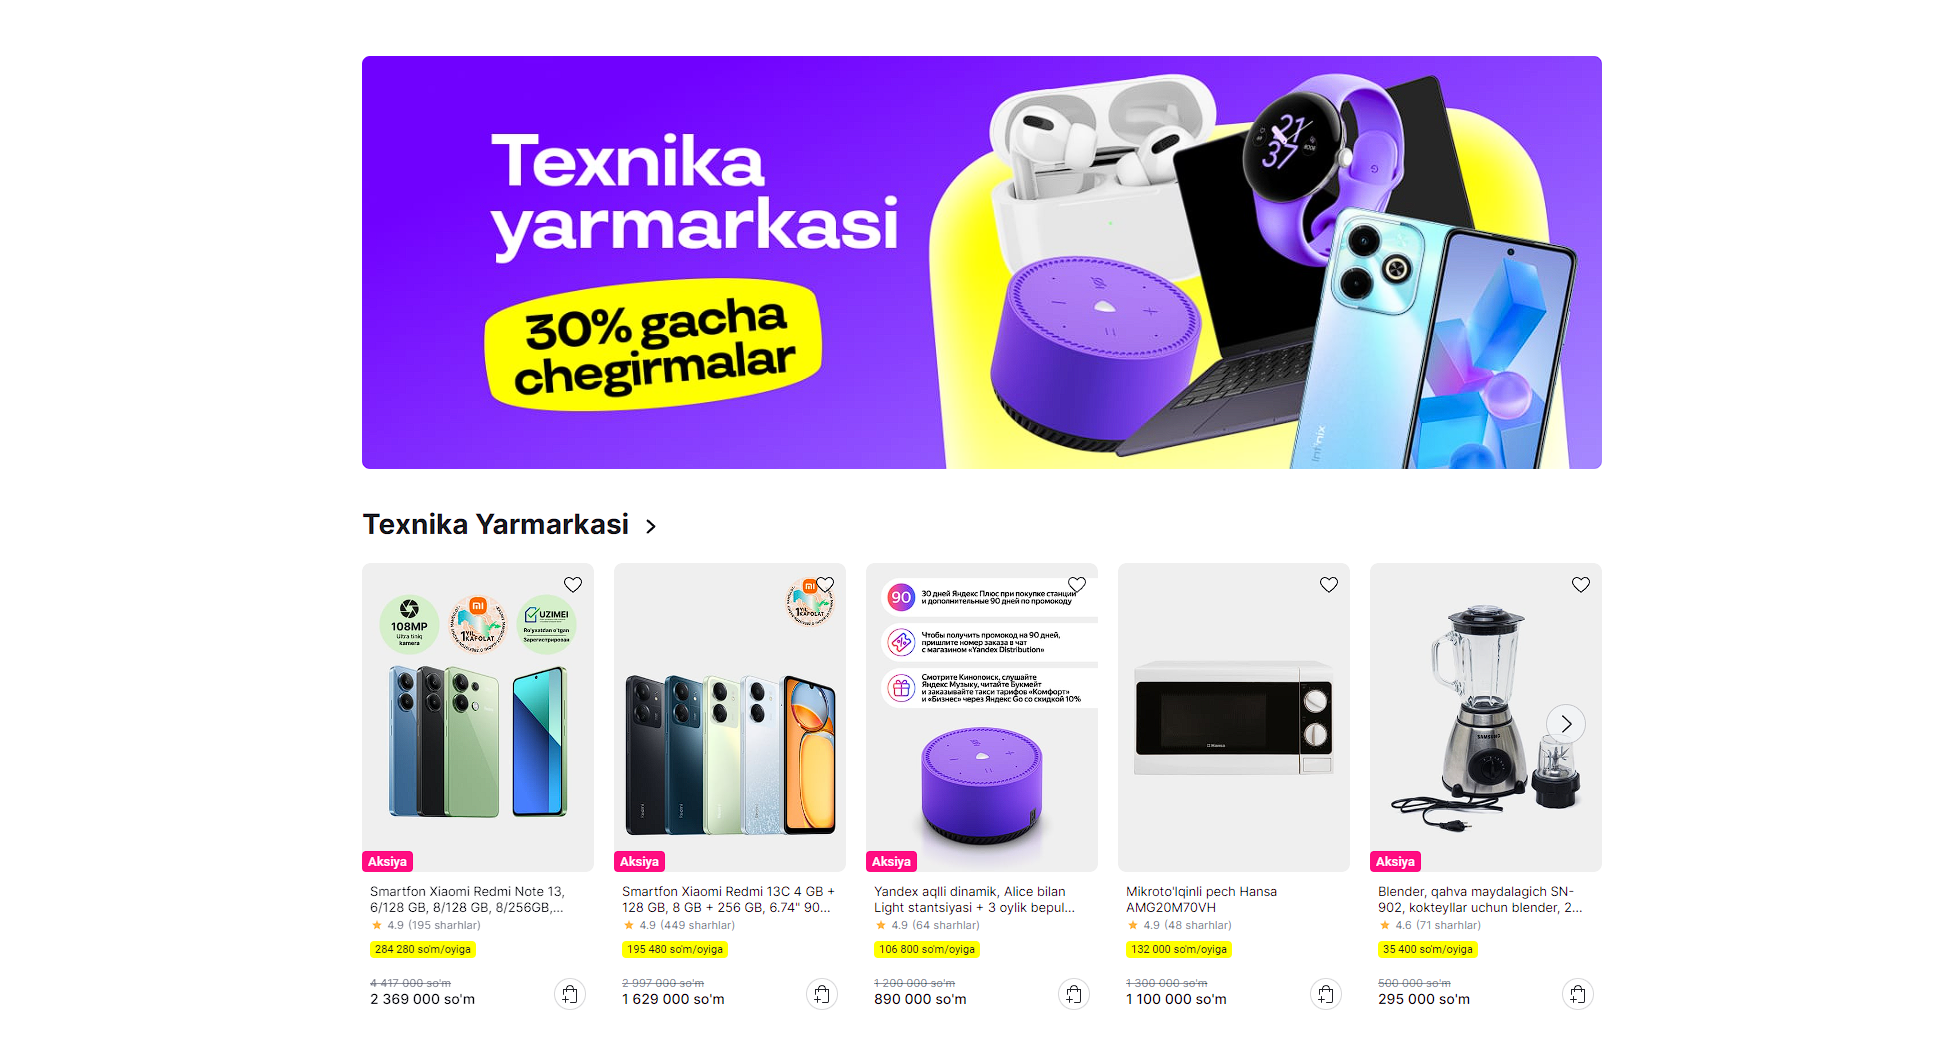 Texnika
yarmarkasi
30% gacha
chegirmalar
21
37
Infinix
Texnika Yarmarkasi
108MP
Ultra tiniq
kamera
1 YIL
KAFOLAT
UZIMEI
Ro'yxatdan o'tgan
Зарегистрирован
Aksiya
Smartfon Xiaomi Redmi Note 13,
6/128 GB, 8/128 GB, 8/256GB,...
4.9 (195 sharhlar)
284 280 so'm/oyiga
4 417 000 so'm
2 369 000 so'm
1 YIL
KAFOLAT
Aksiya
Smartfon Xiaomi Redmi 13C 4 GB +
128 GB, 8 GB + 256 GB, 6.74" 90...
4.9 (449 sharhlar)
195 480 so'm/oyiga
2 997 000 so'm
1 629 000 so'm
90
30 дней Яндекс Плюс при покупке станции
и дополнительные 90 дней по промокоду
Чтобы получить промокод на 90 дней,
пришлите номер заказа в чат
с магазином «Yandex Distribution»
Смотрите Кинопоиск, слушайте
Яндекс Музыку, читайте Букмейт
и заказывайте такси тарифов «Комфорт»
и «Бизнес» через Яндекс Go со скидкой 10%
Aksiya
Yandex aqlli dinamik, Alice bilan
Light stantsiyasi + 3 oylik bepul...
4.9 (64 sharhlar)
106 800 so'm/oyiga
1 200 000 so'm
890 000 so'm
Hansa
Mikroto'lqinli pech Hansa
AMG20M70VH
4.9 (48 sharhlar)
132 000 so'm/oyiga
1 300 000 so'm
1 100 000 so'm
SAMSUNG
Aksiya
Blender, qahva maydalagich SN-
902, kokteyllar uchun blender, 2...
4.6 (71 sharhlar)
35 400 so'm/oyiga
500 000 so'm
295 000 so'm